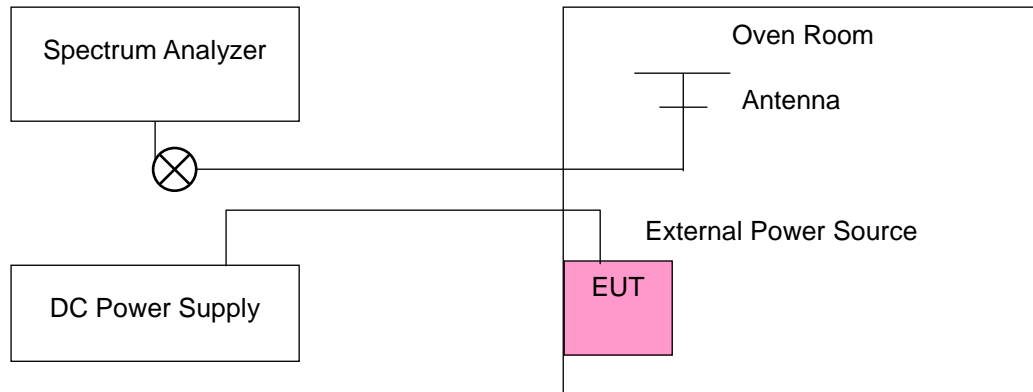 Spectrum Analyzer
Oven Room
Antenna
External Power Source
EUT
DC Power Supply